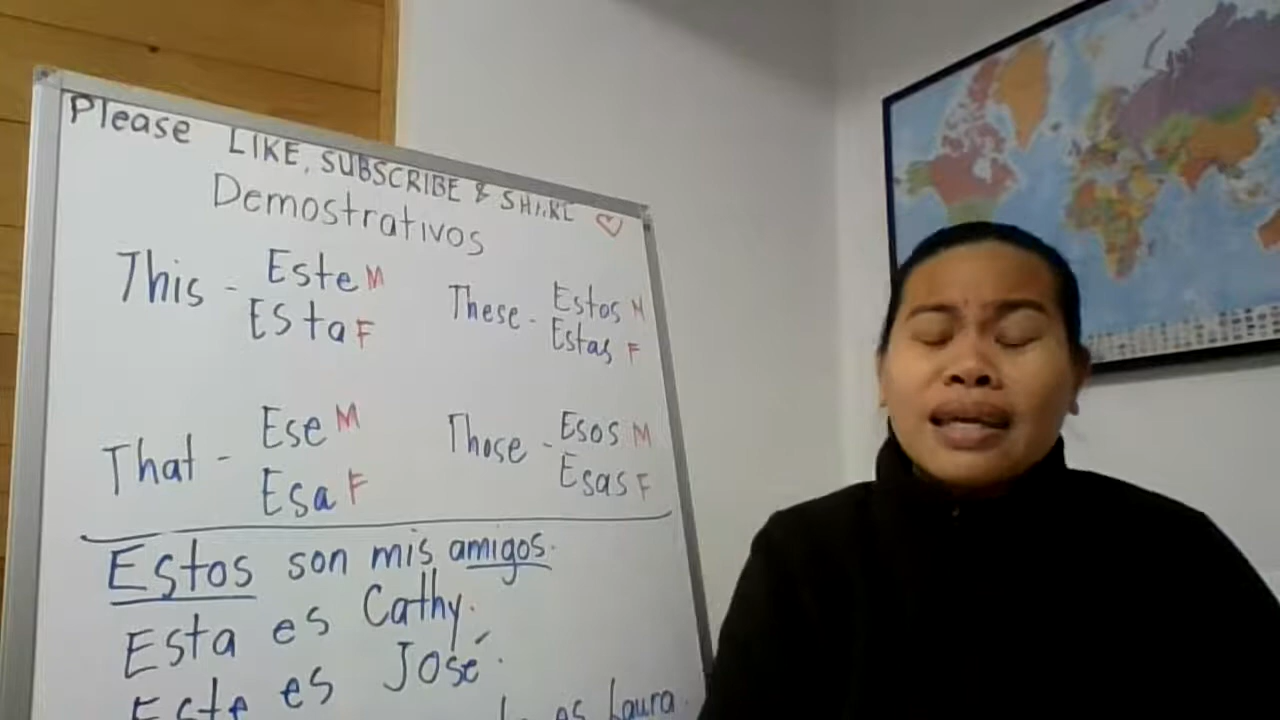 Please LIKE, SUBSCRIBE & SHARE
Demostrativos
This - Este M
Esta F
These - Estos M
Estas F
That - Ese M
Esa F
Those - Esos M
Esas F
Estos son mis amigos.
Esta es Cathy.
Este es José.
es Laura.